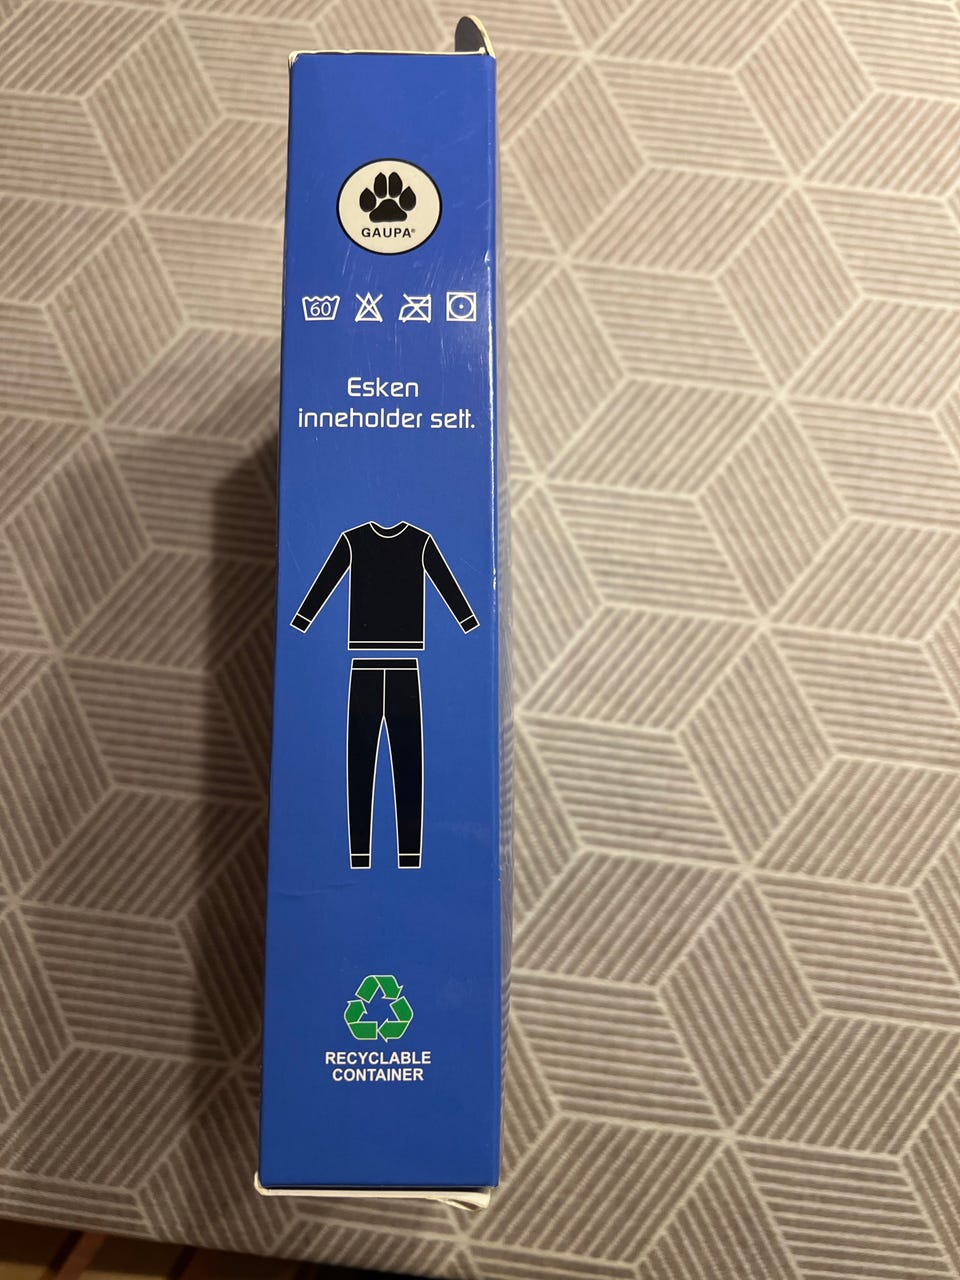 GAUPA®
60
Esken
inneholder sett.
RECYCLABLE
CONTAINER